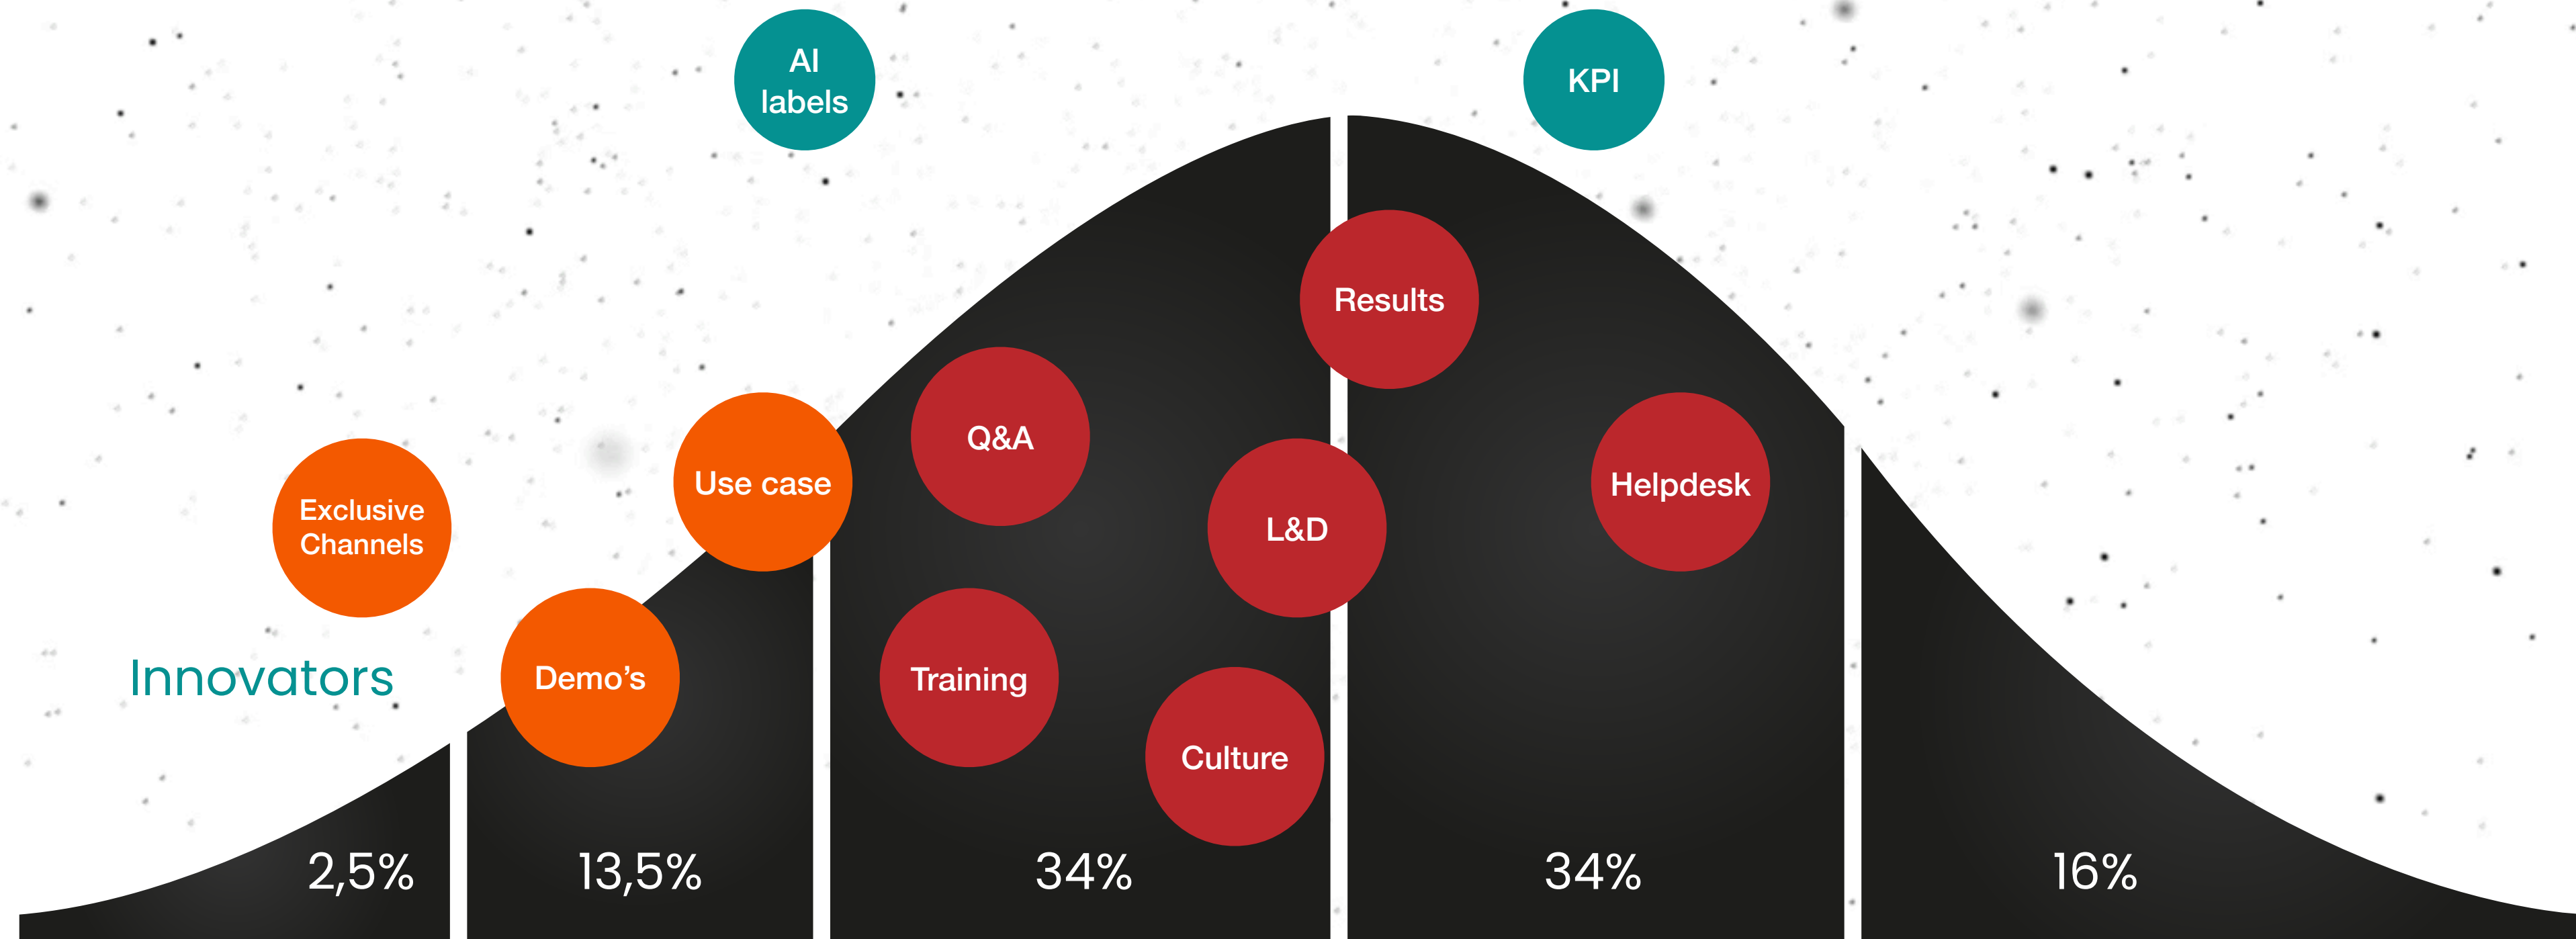 AI
labels
KPI
Results
Q&A
Use case
Helpdesk
Exclusive
Channels
L&D
Innovators
Demo’s
Training
Culture
2,5%
13,5%
34%
34%
16%